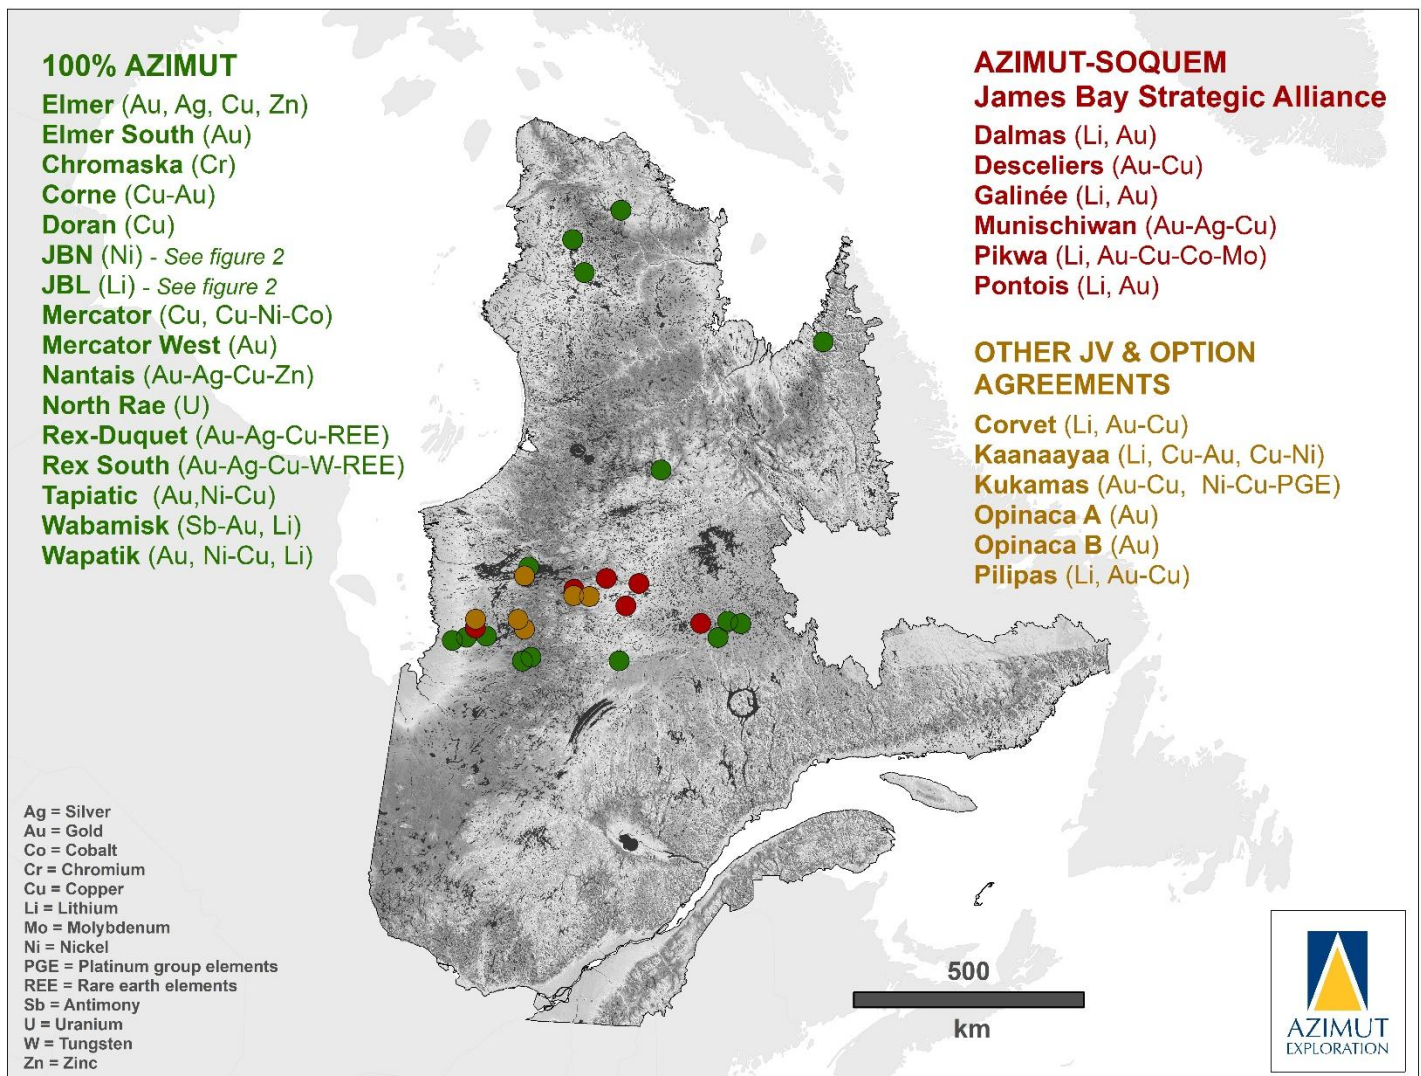 100% AZIMUT
Elmer (Au, Ag, Cu, Zn)
Elmer South (Au)
Chromaska (Cr)
Corne (Cu-Au)
Doran (Cu)
JBN (Ni) - See figure 2
JBL (Li) - See figure 2
Mercator (Cu, Cu-Ni-Co)
Mercator West (Au)
Nantais (Au-Ag-Cu-Zn)
North Rae (U)
Rex-Duquet (Au-Ag-Cu-REE)
Rex South (Au-Ag-Cu-W-REE)
Tapiatic (Au,Ni-Cu)
Wabamisk (Sb-Au, Li)
Wapatik (Au, Ni-Cu, Li)
AZIMUT-SOQUEM
James Bay Strategic Alliance
Dalmas (Li, Au)
Desceliers (Au-Cu)
Galinée (Li, Au)
Munischiwan (Au-Ag-Cu)
Pikwa (Li, Au-Cu-Co-Mo)
Pontois (Li, Au)
OTHER JV & OPTION
AGREEMENTS
Corvet (Li, Au-Cu)
Kaanaayaa (Li, Cu-Au, Cu-Ni)
Kukamas (Au-Cu, Ni-Cu-PGE)
Opinaca A (Au)
Opinaca B (Au)
Pilipas (Li, Au-Cu)
Ag = Silver
Au = Gold
Co = Cobalt
Cr = Chromium
Cu = Copper
Li = Lithium
Mo = Molybdenum
Ni = Nickel
PGE = Platinum group elements
REE = Rare earth elements
Sb = Antimony
U = Uranium
W = Tungsten
Zn = Zinc
500
km
AZIMUT
EXPLORATION